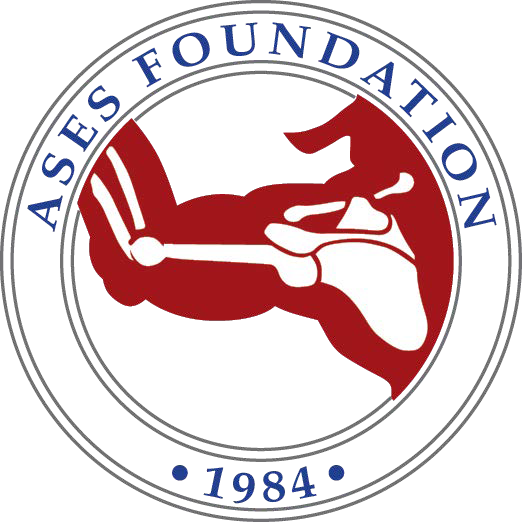 ASES FOUNDATION
• 1984 •